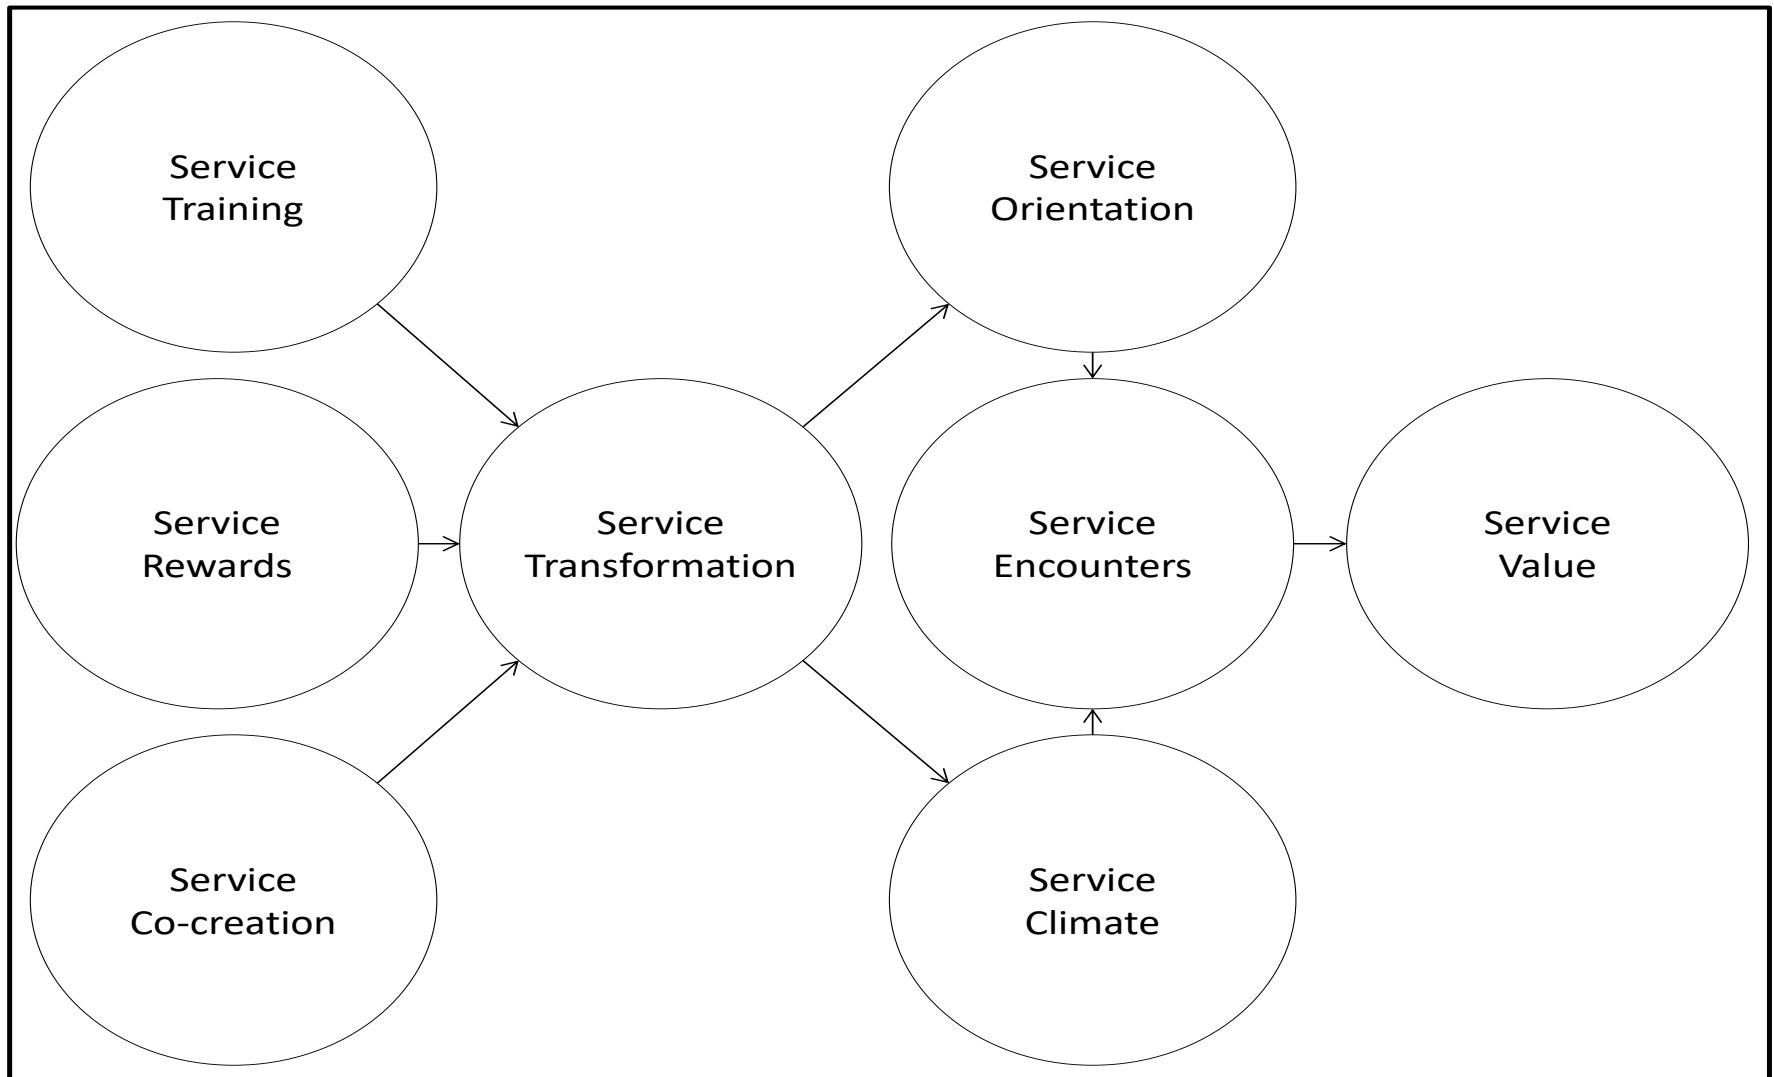 Service
Training
Service
Orientation
Service
Rewards
Service
Transformation
Service
Encounters
Service
Value
Service
Co-creation
Service
Climate